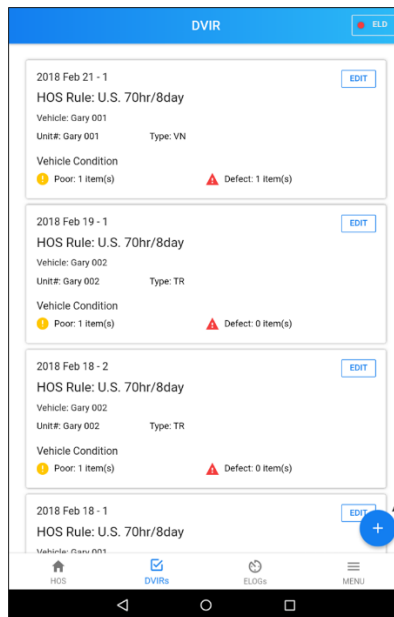 DVIR
ELD
2018 Feb 21 - 1
EDIT
HOS Rule: U.S. 70hr/8day
Vehicle: Gary 001
Unit#: Gary 001 Type: VN
Vehicle Condition
Poor: 1 item(s) Defect: 1 item(s)
2018 Feb 19 - 1
EDIT
HOS Rule: U.S. 70hr/8day
Vehicle: Gary 002
Unit#: Gary 002 Type: TR
Vehicle Condition
Poor: 1 item(s) Defect: 0 item(s)
2018 Feb 18 - 2
EDIT
HOS Rule: U.S. 70hr/8day
Vehicle: Gary 002
Unit#: Gary 002 Type: TR
Vehicle Condition
Poor: 1 item(s) Defect: 0 item(s)
2018 Feb 18 - 1
EDIT
HOS Rule: U.S. 70hr/8day
Vehicle: Gary 001
HOS DVIRs ELOGs MENU